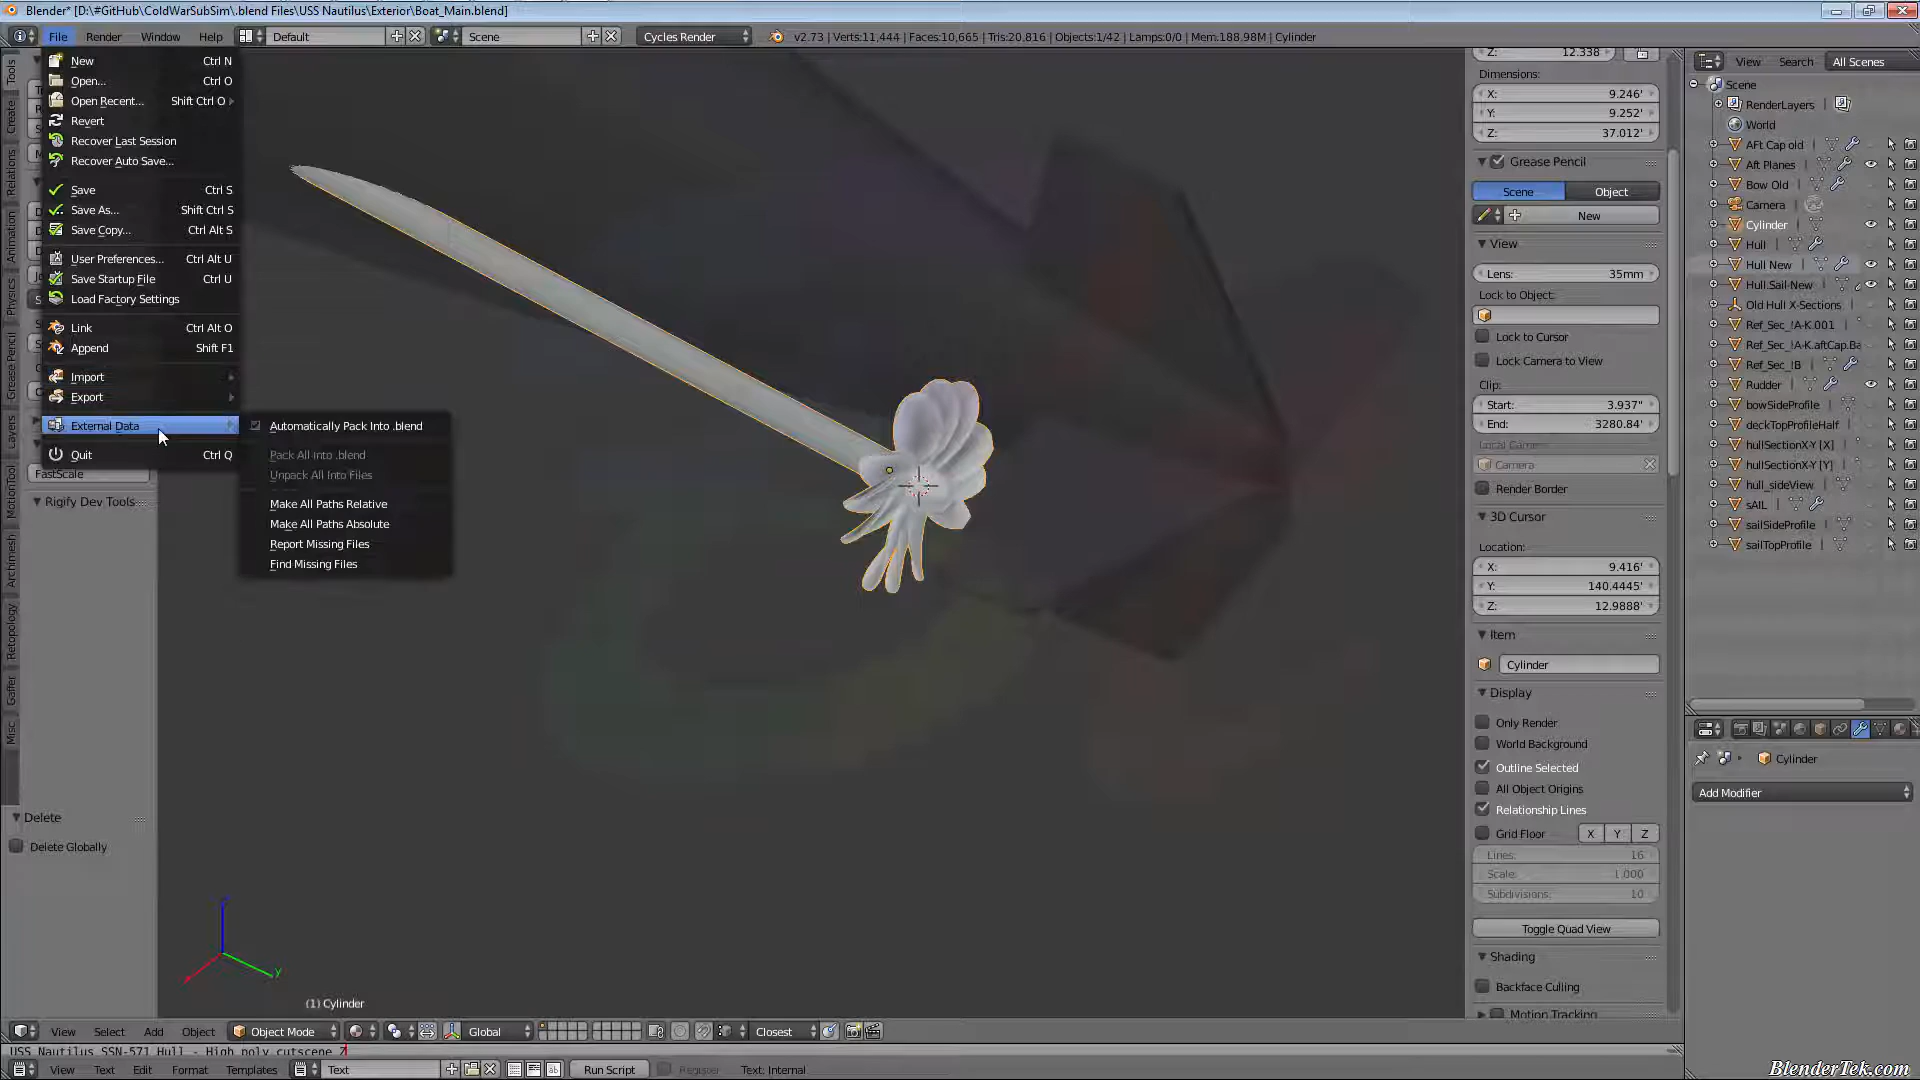 Blender* [D:\#GitHub\ColdWarSubSim\.blend Files\USS Nautilus\Exterior\Boat_Main.blend]
File Render Window Help Default Scene Cycles Render v2.73 | Verts:11,444 | Faces:10,665 | Tris:20,816 | Objects:1/42 | Lamps:0/0 | Mem:188.98M | Cylinder
New Ctrl N
Open... Ctrl O
Open Recent... Shift Ctrl O
Revert
Recover Last Session
Recover Auto Save...
Save Ctrl S
Save As... Shift Ctrl S
Save Copy... Ctrl Alt S
User Preferences... Ctrl Alt U
Save Startup File Ctrl U
Load Factory Settings
Link Ctrl Alt O
Append Shift F1
Import
Export
External Data
Quit Ctrl Q
Automatically Pack Into .blend
Pack All Into .blend
Unpack All Into Files
Make All Paths Relative
Make All Paths Absolute
Report Missing Files
Find Missing Files
Tools
Create
Relations
Animation
Physics
Grease Pencil
Layers
MotionTool
Archimesh
Retopology
Gaffer
Misc
FastScale
Rigify Dev Tools
Delete
Delete Globally
Z: 12.338
Dimensions:
X: 9.246'
Y: 9.252'
Z: 37.012'
Grease Pencil
Scene Object
New
View
Lens: 35mm
Lock to Object:
Lock to Cursor
Lock Camera to View
Clip:
Start: 3.937"
End: 3280.84'
Local Camera:
Camera
Render Border
3D Cursor
Location:
X: 9.416'
Y: 140.4445'
Z: 12.9888'
Item
Cylinder
Display
Only Render
World Background
Outline Selected
All Object Origins
Relationship Lines
Grid Floor X Y Z
Lines: 16
Scale: 1.000
Subdivisions: 10
Toggle Quad View
Shading
Backface Culling
Motion Tracking
View Search All Scenes
Scene
RenderLayers
World
AFt Cap old
Aft Planes
Bow Old
Camera
Cylinder
Hull
Hull New
Hull.Sail-New
Old Hull X-Sections
Ref_Sec_!A-K.001
Ref_Sec_!A-K.aftCap.Ba
Ref_Sec_!B
Rudder
bowSideProfile
deckTopProfileHalf
hullSectionX-Y [X]
hullSectionX-Y [Y]
hull_sideView
sAIL
sailSideProfile
sailTopProfile
Cylinder
Add Modifier
(1) Cylinder
View Select Add Object Object Mode Global Closest
USS Nautilus SSN-571 Hull - High poly cutscene
View Text Edit Format Templates Text Run Script Register Text: Internal
BlenderTek.com